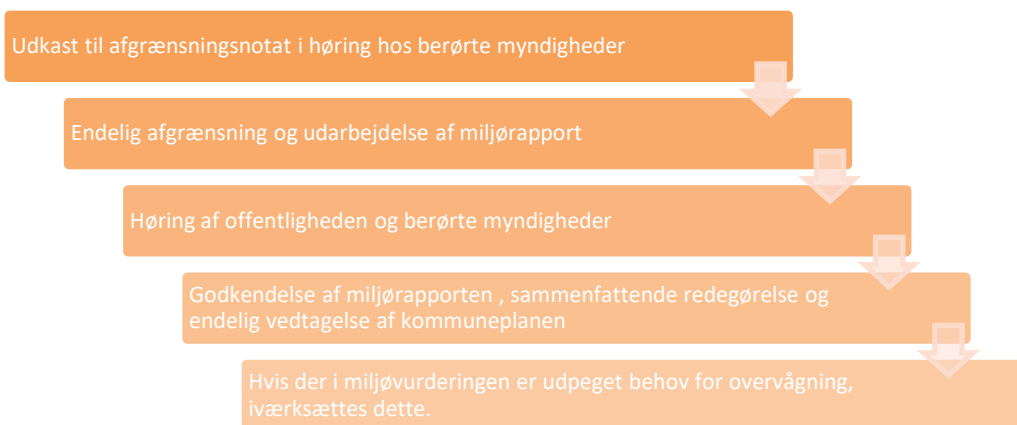 Udkast til afgrænsningsnotat i høring hos berørte myndigheder
Endelig afgrænsning og udarbejdelse af miljørapport
Høring af offentligheden og berørte myndigheder
Godkendelse af miljørapporten , sammenfattende redegørelse og
endelig vedtagelse af kommuneplanen
Hvis der i miljøvurderingen er udpeget behov for overvågning,
iværksættes dette.